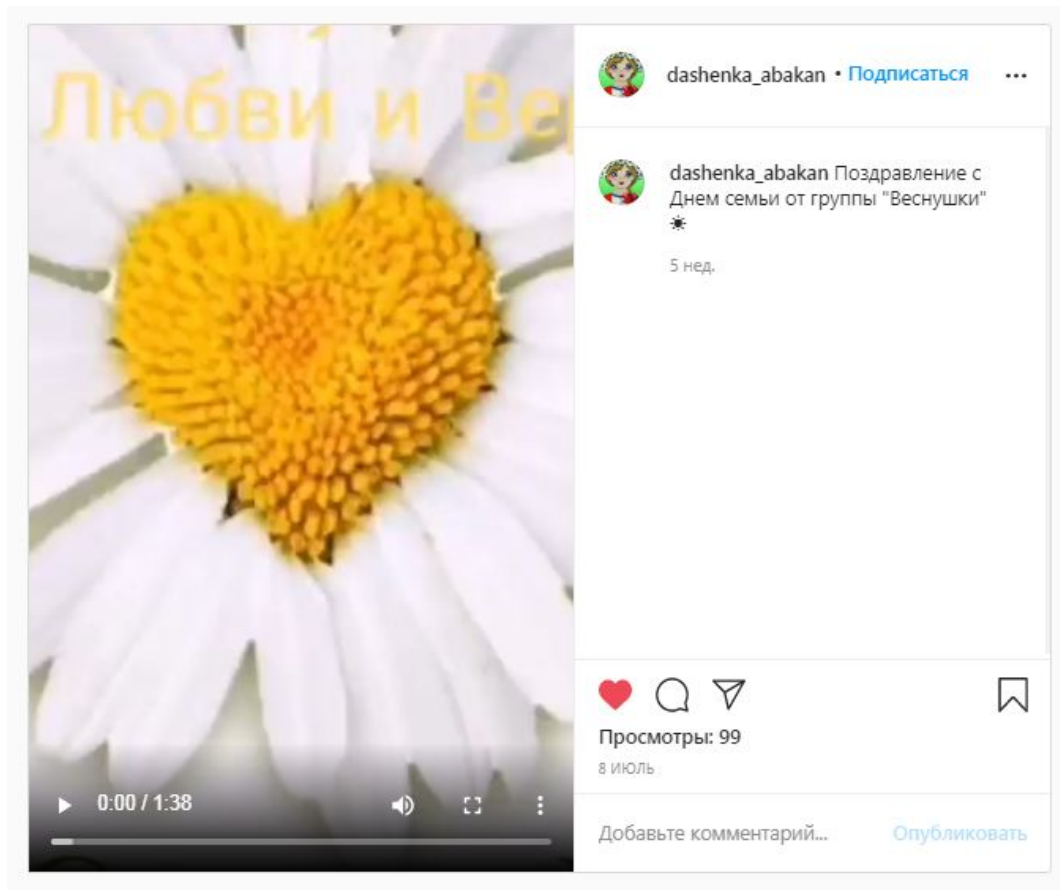 Любви и Вер
dashenka_abakan • Подписаться
dashenka_abakan Поздравление с
Днем семьи от группы "Веснушки"
☀
5 нед.
Просмотры: 99
8 ИЮЛЬ
0:00 / 1:38
Добавьте комментарий... Опубликовать